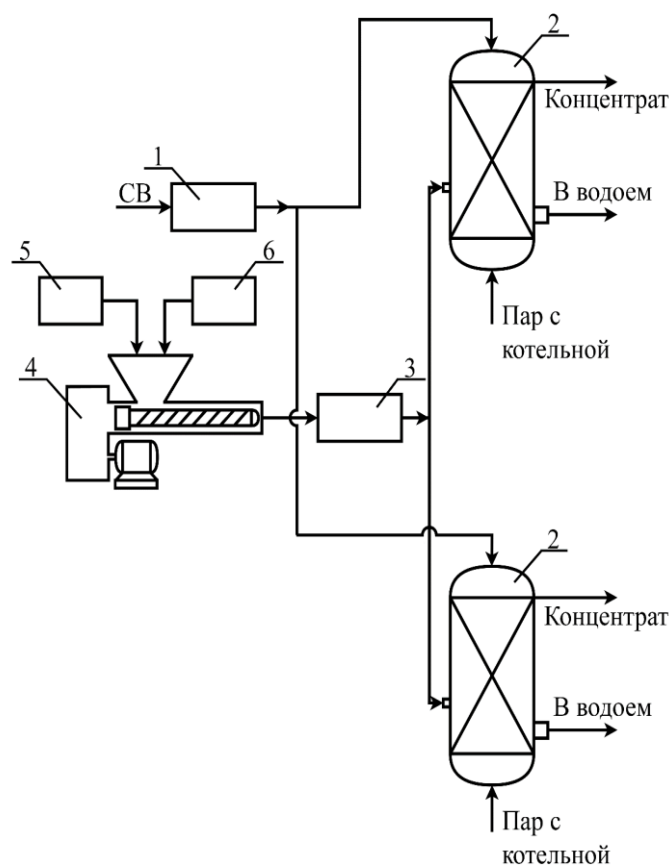 2
Концентрат
1
СВ
В водоем
5
6
Пар с
котельной
4
3
2
Концентрат
В водоем
Пар с
котельной